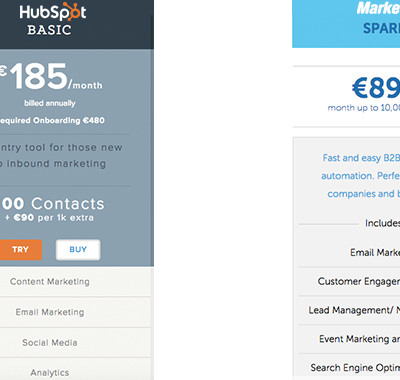 HubSpot
BASIC
€185/month
billed annually
equired Onboarding €480
ntry tool for those new
o inbound marketing
00 Contacts
+ €90 per 1k extra
TRY
BUY
Content Marketing
Email Marketing
Social Media
Analytics
Marke
SPAR
€89
month up to 10,00
Fast and easy B2B
automation. Perfe
companies and b
Includes
Email Marke
Customer Engager
Lead Management/ N
Event Marketing an
Search Engine Optim